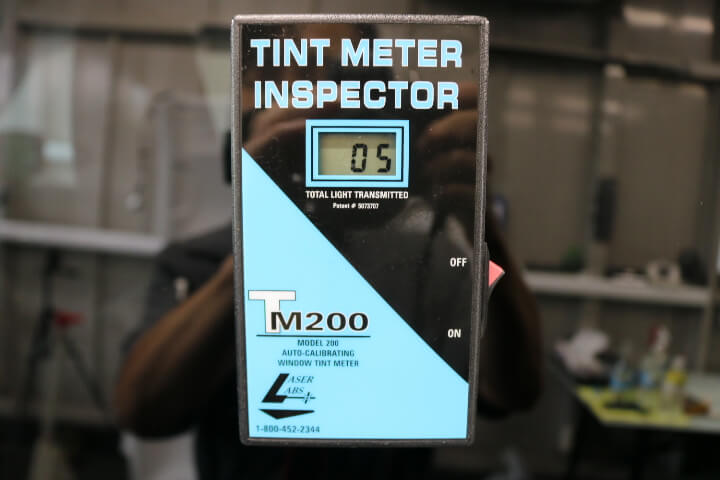 TINT METER
INSPECTOR
05
TOTAL LIGHT TRANSMITTED
Patent # 5073707
OFF
ON
TM200
MODEL 200
AUTO-CALIBRATING
WINDOW TINT METER
LASER
LABS
1-800-452-2344